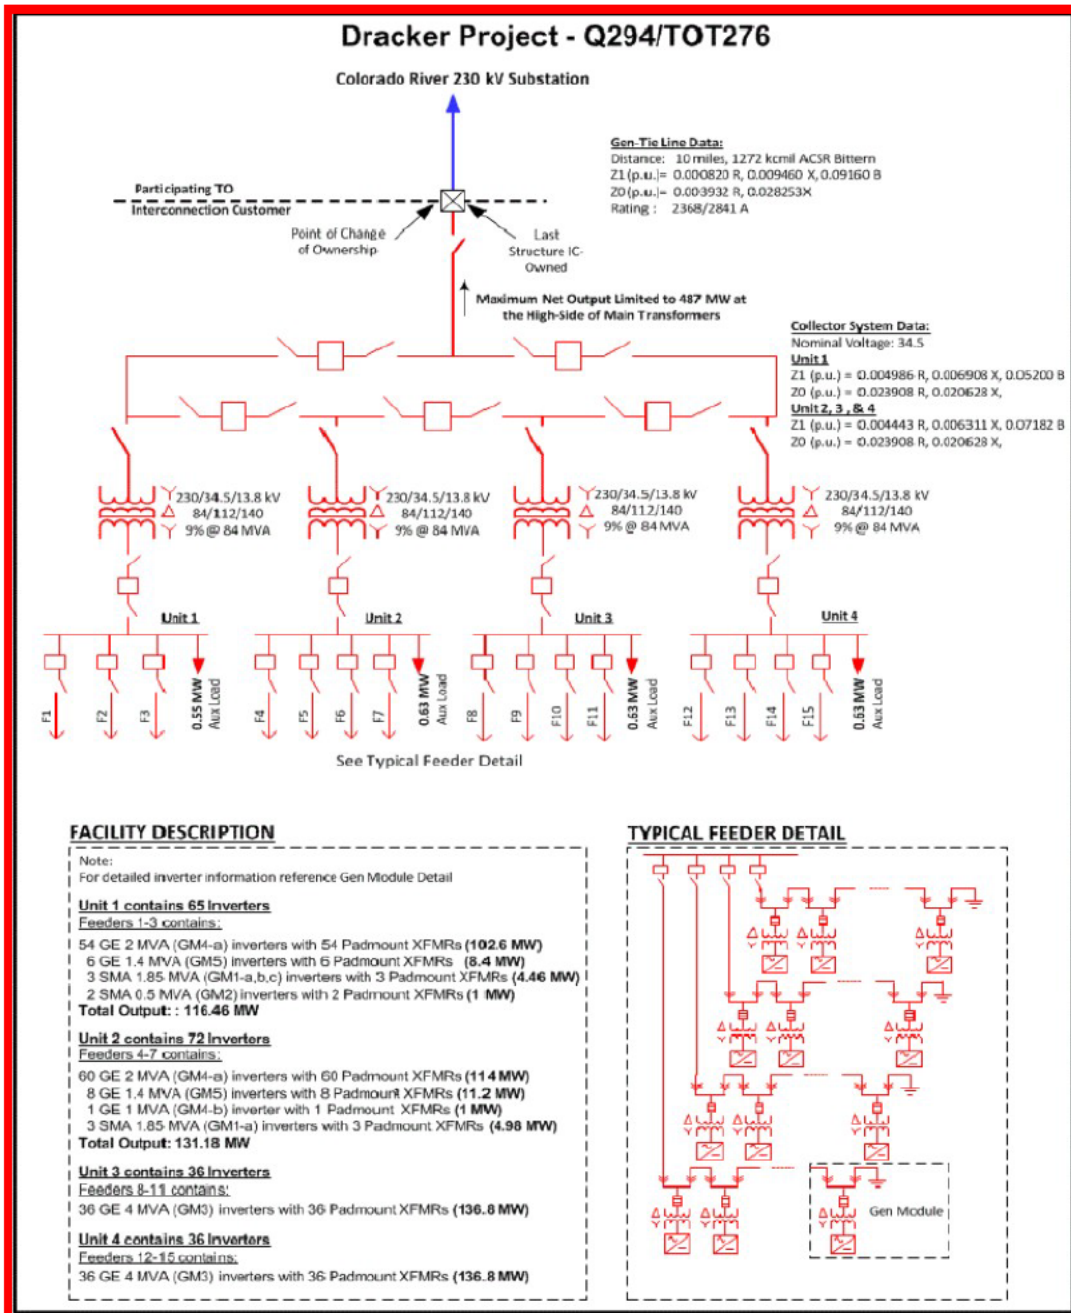 Dracker Project - Q294/TOT276
Colorado River 230 kV Substation
Gen-Tie Line Data:
Distance: 10 miles, 1272 kcmil ACSR Bittern
Z1 (p.u.)= 0.000820 R, 0.009460 X, 0.09160 B
Z0 (p.u.)= 0.003932 R, 0.028253X
Rating : 2368/2841 A
Participating TO
Interconnection Customer
Point of Change
of Ownership
Last
Structure IC-
Owned
Maximum Net Output Limited to 487 MW at
the High-Side of Main Transformers
Collector System Data:
Nominal Voltage: 34.5
Unit 1
Z1 (p.u.) = 0.004986 R, 0.006908 X, 0.05200 B
Z0 (p.u.) = 0.023908 R, 0.020628 X,
Unit 2, 3 , & 4
Z1 (p.u.) = 0.004443 R, 0.006311 X, 0.07182 B
Z0 (p.u.) = 0.023908 R, 0.020628 X,
230/34.5/13.8 kV
84/112/140
9% @ 84 MVA
230/34.5/13.8 kV
84/112/140
9% @ 84 MVA
230/34.5/13.8 kV
84/112/140
9% @ 84 MVA
230/34.5/13.8 kV
84/112/140
9% @ 84 MVA
Unit 1
Unit 2
Unit 3
Unit 4
F1
F2
F3
0.55 MW
Aux Load
F4
F5
F6
F7
0.63 MW
Aux Load
F8
F9
F10
F11
0.63 MW
Aux Load
F12
F13
F14
F15
0.63 MW
Aux Load
See Typical Feeder Detail
FACILITY DESCRIPTION
Note:
For detailed inverter information reference Gen Module Detail
Unit 1 contains 65 Inverters
Feeders 1-3 contains:
54 GE 2 MVA (GM4-a) inverters with 54 Padmount XFMRs (102.6 MW)
6 GE 1.4 MVA (GM5) inverters with 6 Padmount XFMRs (8.4 MW)
3 SMA 1.85 MVA (GM1-a,b,c) inverters with 3 Padmount XFMRs (4.46 MW)
2 SMA 0.5 MVA (GM2) inverters with 2 Padmount XFMRs (1 MW)
Total Output: : 116.46 MW
Unit 2 contains 72 Inverters
Feeders 4-7 contains:
60 GE 2 MVA (GM4-a) inverters with 60 Padmount XFMRs (114 MW)
8 GE 1.4 MVA (GM5) inverters with 8 Padmount XFMRs (11.2 MW)
1 GE 1 MVA (GM4-b) inverter with 1 Padmount XFMRs (1 MW)
3 SMA 1.85 MVA (GM1-a) inverters with 3 Padmount XFMRs (4.98 MW)
Total Output: 131.18 MW
Unit 3 contains 36 Inverters
Feeders 8-11 contains:
36 GE 4 MVA (GM3) inverters with 36 Padmount XFMRs (136.8 MW)
Unit 4 contains 36 Inverters
Feeders 12-15 contains:
36 GE 4 MVA (GM3) inverters with 36 Padmount XFMRs (136.8 MW)
TYPICAL FEEDER DETAIL
Gen Module